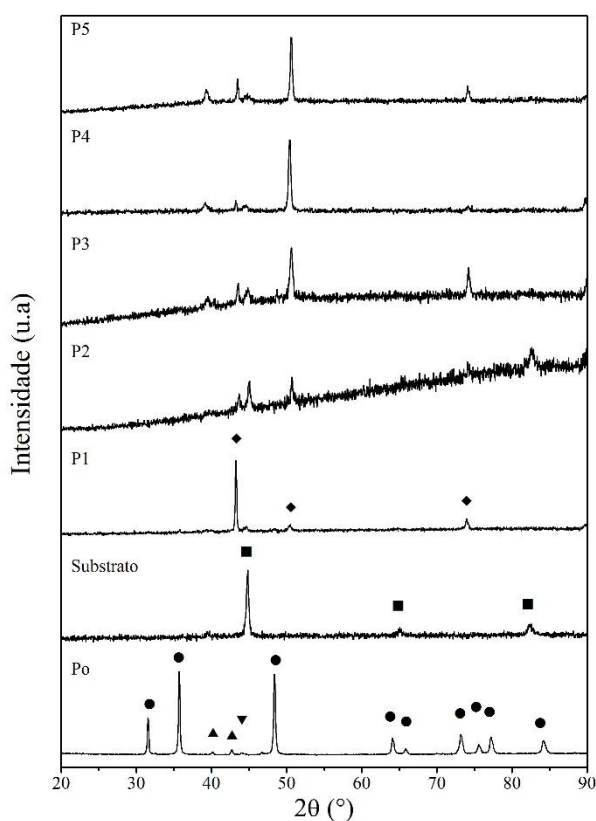 P5
P4
P3
P2
P1
Substrato
Po
Intensidade (u.a)
20 30 40 50 60 70 80 90
2θ (°)